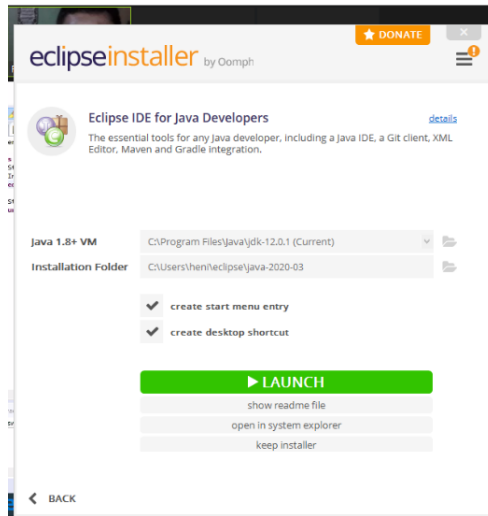 DONATE
eclipseinstaller by Oomph
Eclipse IDE for Java Developers
details
The essential tools for any Java developer, including a Java IDE, a Git client, XML
Editor, Maven and Gradle integration.
Java 1.8+ VM
C:\Program Files\Java\jdk-12.0.1 (Current)
Installation Folder
C:\Users\heni\eclipse\java-2020-03
create start menu entry
create desktop shortcut
LAUNCH
show readme file
open in system explorer
keep installer
BACK